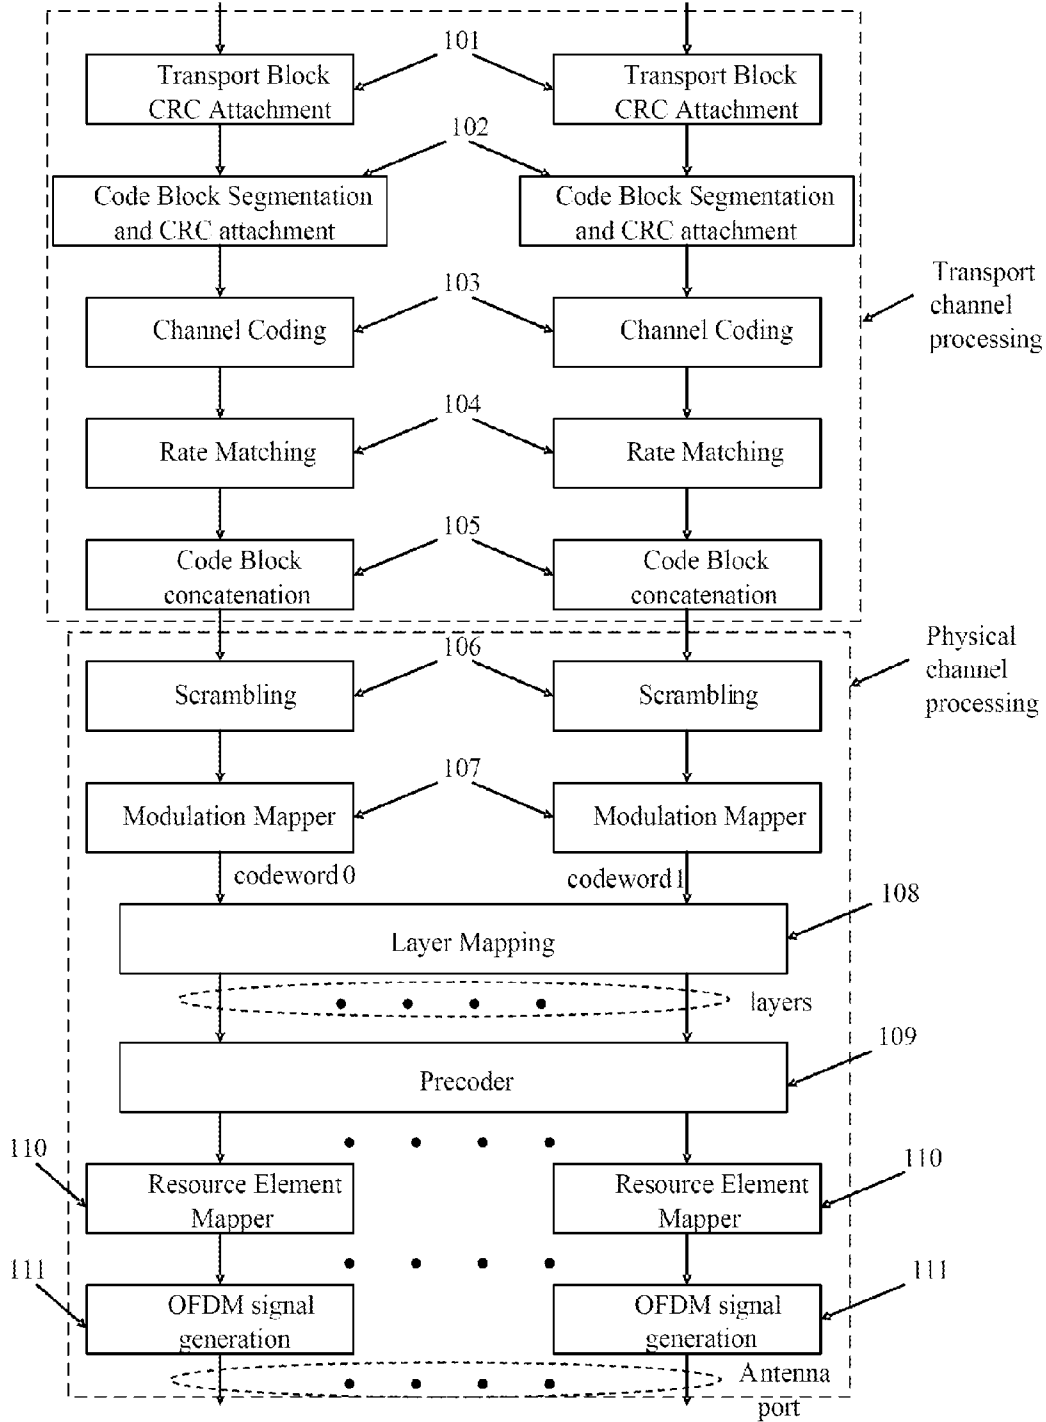 101
Transport Block
CRC Attachment
Transport Block
CRC Attachment
102
Code Block Segmentation
and CRC attachment
Code Block Segmentation
and CRC attachment
Transport
channel
processing
103
Channel Coding
Channel Coding
104
Rate Matching
Rate Matching
105
Code Block
concatenation
Code Block
concatenation
Physical
channel
processing
106
Scrambling
Scrambling
107
Modulation Mapper
Modulation Mapper
codeword 0
codeword 1
108
Layer Mapping
layers
109
Precoder
110
Resource Element
Mapper
Resource Element
Mapper
110
111
OFDM signal
generation
OFDM signal
generation
111
Antenna
port